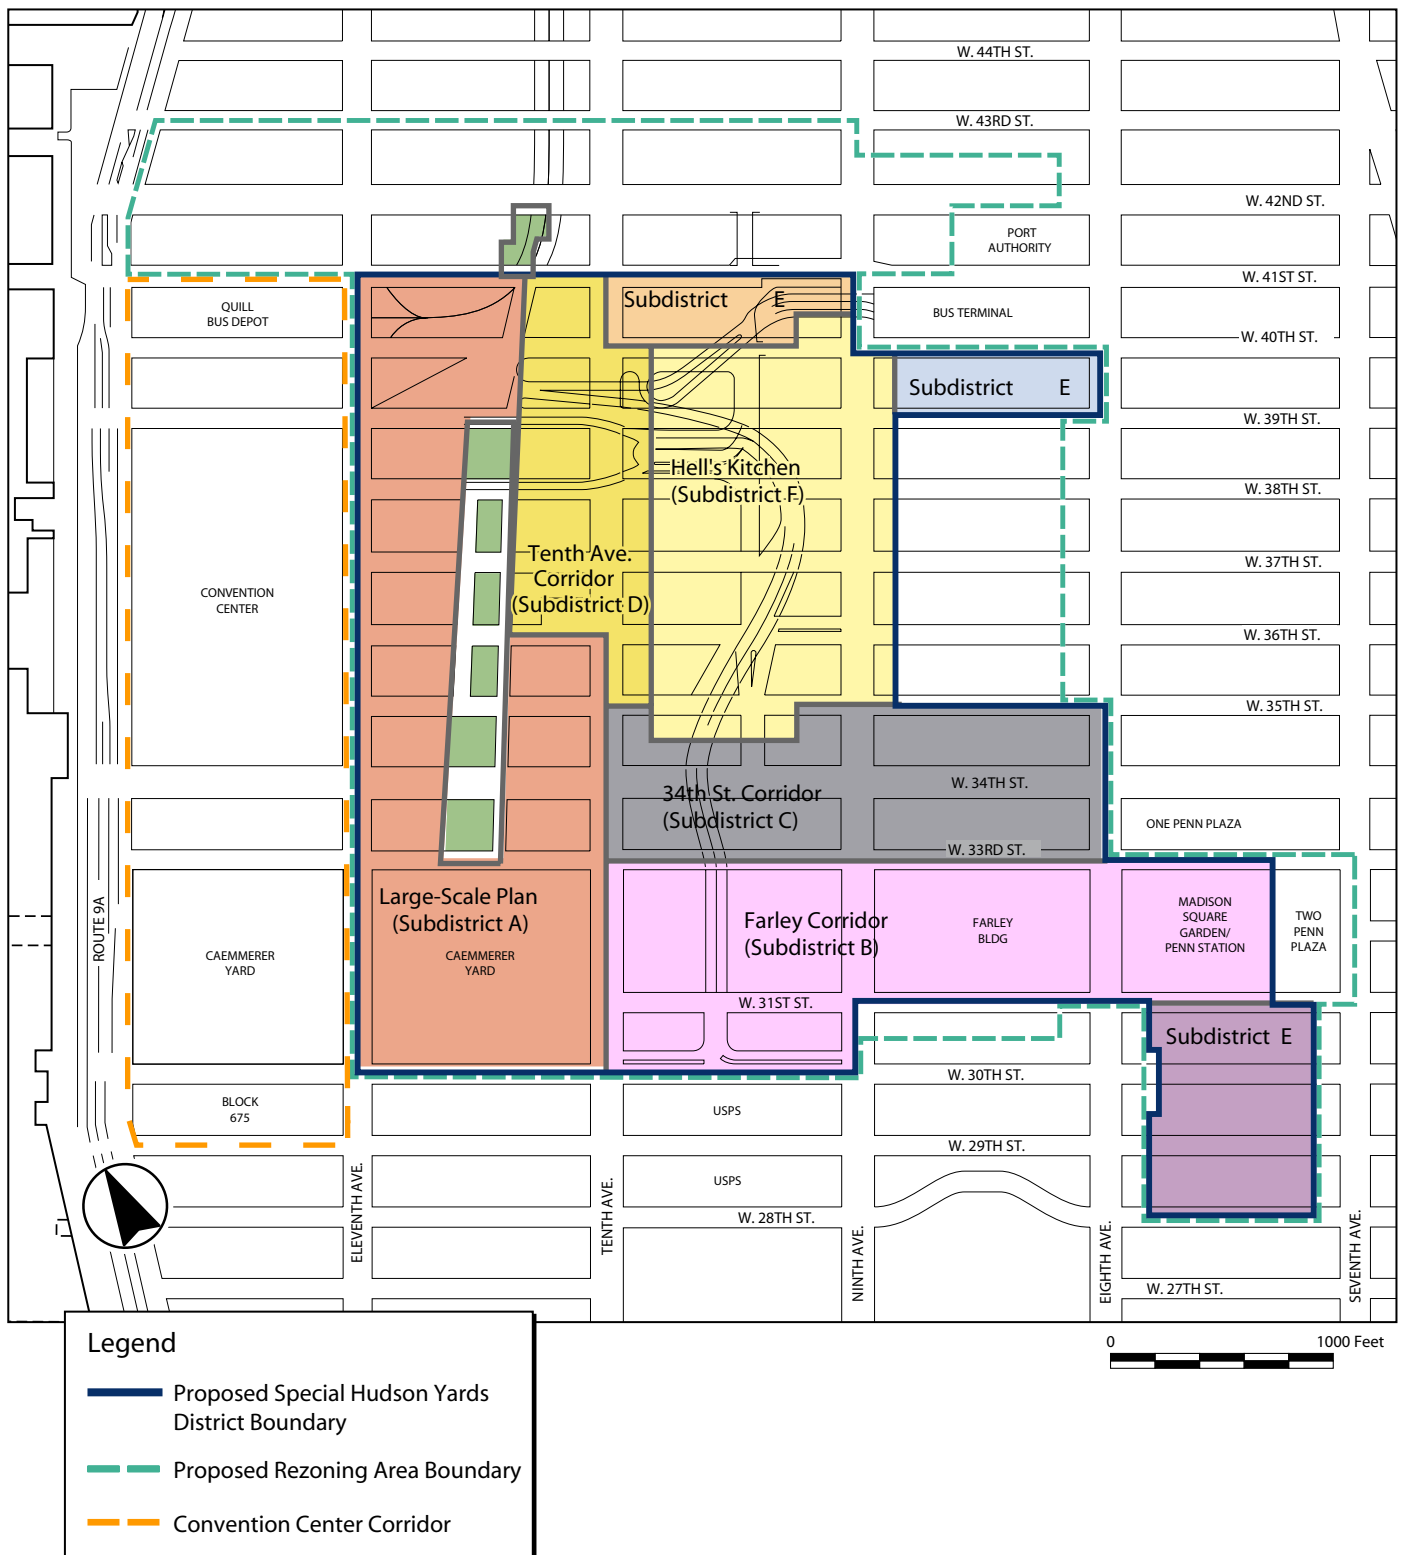 W. 44TH ST.
W. 43RD ST.
W. 42ND ST.
PORT
AUTHORITY
W. 41ST ST.
QUILL
BUS DEPOT
Subdistrict E
BUS TERMINAL
W. 40TH ST.
Subdistrict E
W. 39TH ST.
Hell's Kitchen
(Subdistrict F)
W. 38TH ST.
Tenth Ave.
Corridor
(Subdistrict D)
W. 37TH ST.
CONVENTION
CENTER
W. 36TH ST.
W. 35TH ST.
W. 34TH ST.
34th St. Corridor
(Subdistrict C)
ONE PENN PLAZA
W. 33RD ST.
Large-Scale Plan
(Subdistrict A)
CAEMMERER
YARD
Farley Corridor
(Subdistrict B)
FARLEY
BLDG
MADISON
SQUARE
GARDEN/
PENN STATION
TWO
PENN
PLAZA
ROUTE 9A
CAEMMERER
YARD
W. 31ST ST.
Subdistrict E
W. 30TH ST.
BLOCK
675
USPS
W. 29TH ST.
USPS
W. 28TH ST.
ELEVENTH AVE.
TENTH AVE.
NINTH AVE.
EIGHTH AVE.
SEVENTH AVE.
W. 27TH ST.
0 1000 Feet
Legend
Proposed Special Hudson Yards
District Boundary
Proposed Rezoning Area Boundary
Convention Center Corridor